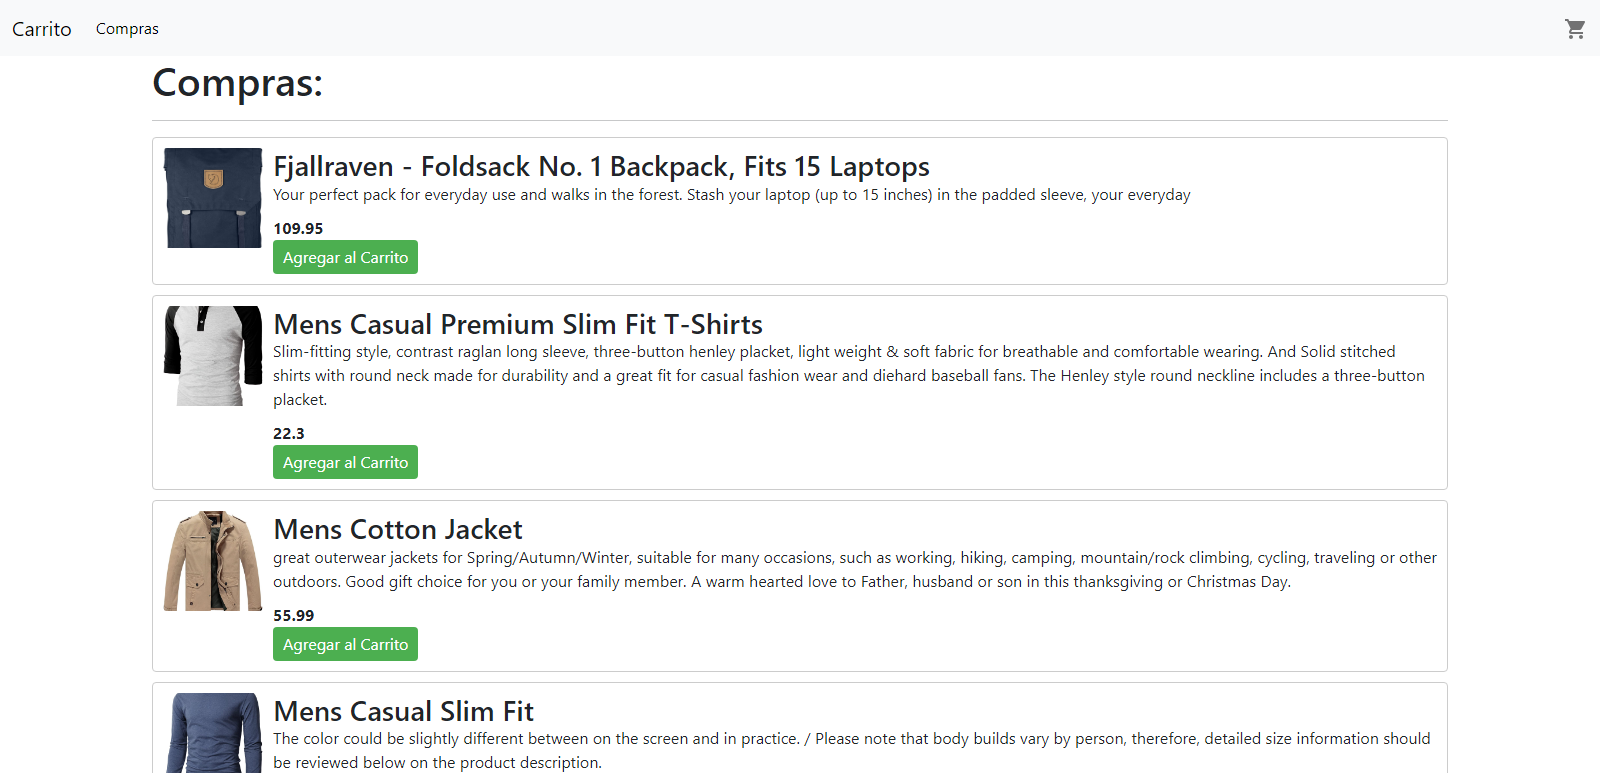 Carrito
Compras
Compras:
Fjallraven - Foldsack No. 1 Backpack, Fits 15 Laptops
Your perfect pack for everyday use and walks in the forest. Stash your laptop (up to 15 inches) in the padded sleeve, your everyday
109.95
Agregar al Carrito
Mens Casual Premium Slim Fit T-Shirts
Slim-fitting style, contrast raglan long sleeve, three-button henley placket, light weight & soft fabric for breathable and comfortable wearing. And Solid stitched
shirts with round neck made for durability and a great fit for casual fashion wear and diehard baseball fans. The Henley style round neckline includes a three-button
placket.
22.3
Agregar al Carrito
Mens Cotton Jacket
great outerwear jackets for Spring/Autumn/Winter, suitable for many occasions, such as working, hiking, camping, mountain/rock climbing, cycling, traveling or other
outdoors. Good gift choice for you or your family member. A warm hearted love to Father, husband or son in this thanksgiving or Christmas Day.
55.99
Agregar al Carrito
Mens Casual Slim Fit
The color could be slightly different between on the screen and in practice. / Please note that body builds vary by person, therefore, detailed size information should
be reviewed below on the product description.